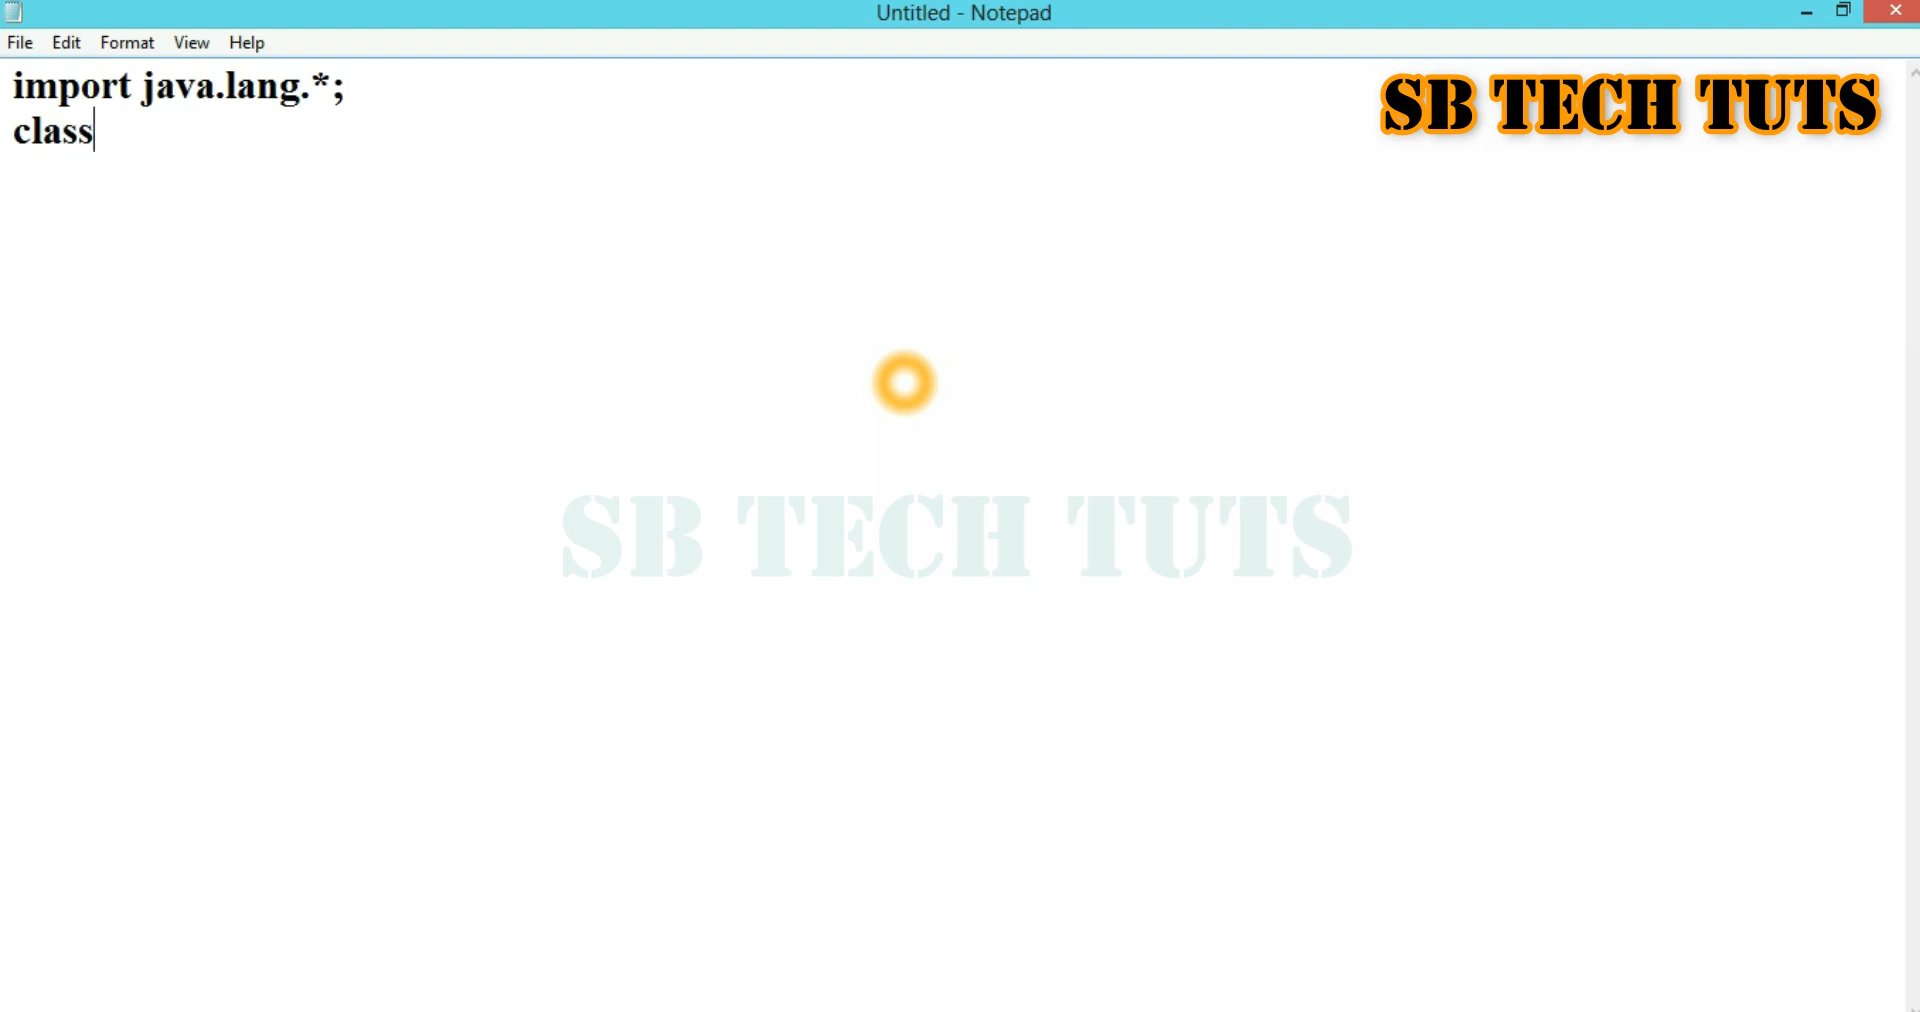 Untitled - Notepad
File Edit Format View Help
import java.lang.*;
class
SB TECH TUTS
SB TECH TUTS